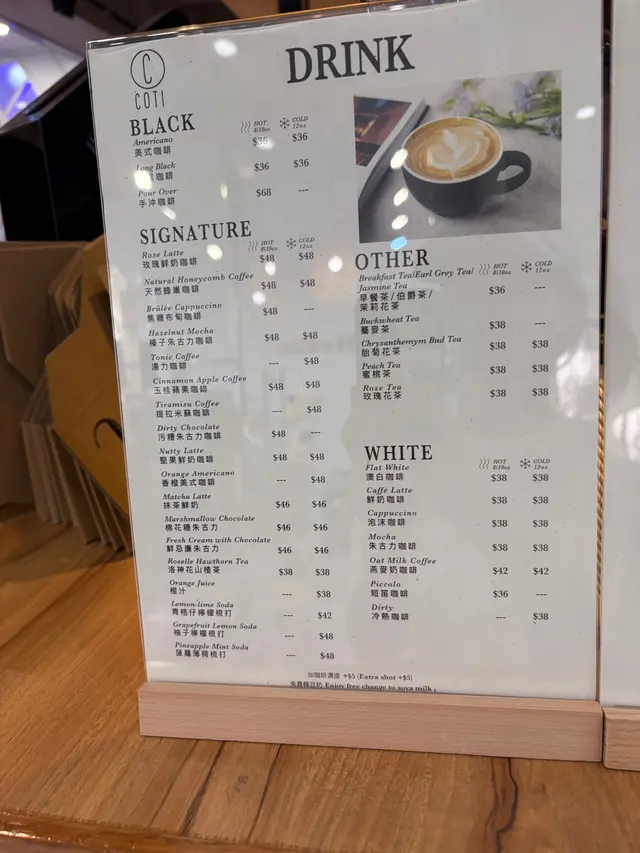 C
COTI
DRINK
BLACK
HOT 8/10oz COLD 12oz
Americano $36 $36
美式咖啡
Long Black $36 $36
咖啡
Pour Over $68 ---
手沖咖啡
SIGNATURE
HOT 8/10oz COLD 12oz
Rose Latte $48 $48
玫瑰鮮奶咖啡
Natural Honeycomb Coffee $48 $48
天然蜂巢咖啡
Brûlée Cappuccino $48 ---
焦糖布甸咖啡
Hazelnut Mocha $48 $48
榛子朱古力咖啡
Tonic Coffee --- $48
湯力咖啡
Cinnamon Apple Coffee $48 $48
玉桂蘋果咖啡
Tiramisu Coffee --- $48
提拉米蘇咖啡
Dirty Chocolate $48 ---
污糟朱古力咖啡
Nutty Latte $48 $48
堅果鮮奶咖啡
Orange Americano --- $48
香橙美式咖啡
Matcha Latte $46 $46
抹茶鮮奶
Marshmallow Chocolate $46 $46
棉花糖朱古力
Fresh Cream with Chocolate $46 $46
鮮忌廉朱古力
Roselle Hawthorn Tea $38 $38
洛神花山楂茶
Orange Juice --- $38
橙汁
Lemon-lime Soda --- $42
青桔仔檸檬梳打
Grapefruit Lemon Soda --- $48
柚子檸檬梳打
Pineapple Mint Soda --- $48
菠蘿薄荷梳打
OTHER
HOT 8/10oz COLD 12oz
Breakfast Tea/Earl Grey Tea/
Jasmine Tea $36 ---
早餐茶/伯爵茶/
茉莉花茶
Buckwheat Tea $38 ---
蕎麥茶
Chrysanthemym Bud Tea $38 $38
胎菊花茶
Peach Tea $38 $38
蜜桃茶
Rose Tea $38 $38
玫瑰花茶
WHITE
HOT 8/10oz COLD 12oz
Flat White $38 $38
澳白咖啡
Caffè Latte $38 $38
鮮奶咖啡
Cappuccino $38 $38
泡沫咖啡
Mocha $38 $38
朱古力咖啡
Oat Milk Coffee $42 $42
燕麥奶咖啡
Piccolo $36 ---
短笛咖啡
Dirty --- $38
冷熱咖啡
加咖啡濃度 +$5 (Extra shot +$5)
免費轉豆奶 Enjoy free change to soya milk